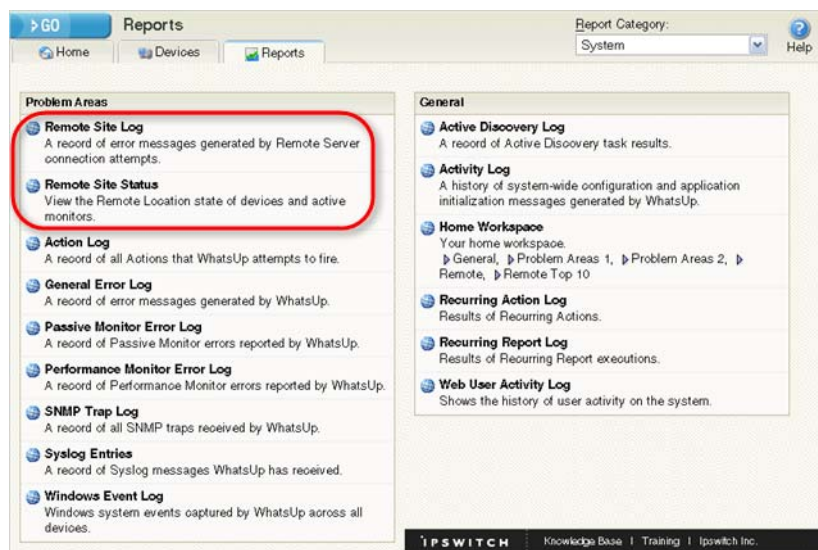 GO
Reports
Report Category:
System
Help
Home
Devices
Reports
Problem Areas
Remote Site Log
A record of error messages generated by Remote Server
connection attempts.
Remote Site Status
View the Remote Location state of devices and active
monitors.
Action Log
A record of all Actions that WhatsUp attempts to fire.
General Error Log
A record of error messages generated by WhatsUp.
Passive Monitor Error Log
A record of Passive Monitor errors reported by WhatsUp.
Performance Monitor Error Log
A record of Performance Monitor errors reported by WhatsUp.
SNMP Trap Log
A record of all SNMP traps received by WhatsUp.
Syslog Entries
A record of Syslog messages WhatsUp has received.
Windows Event Log
Windows system events captured by WhatsUp across all
devices.
General
Active Discovery Log
A record of Active Discovery task results.
Activity Log
A history of system-wide configuration and application
initialization messages generated by WhatsUp.
Home Workspace
Your home workspace.
General, Problem Areas 1, Problem Areas 2,
Remote, Remote Top 10
Recurring Action Log
Results of Recurring Actions.
Recurring Report Log
Results of Recurring Report executions.
Web User Activity Log
Shows the history of user activity on the system.
IPSWITCH Knowledge Base | Training | Ipswitch Inc.